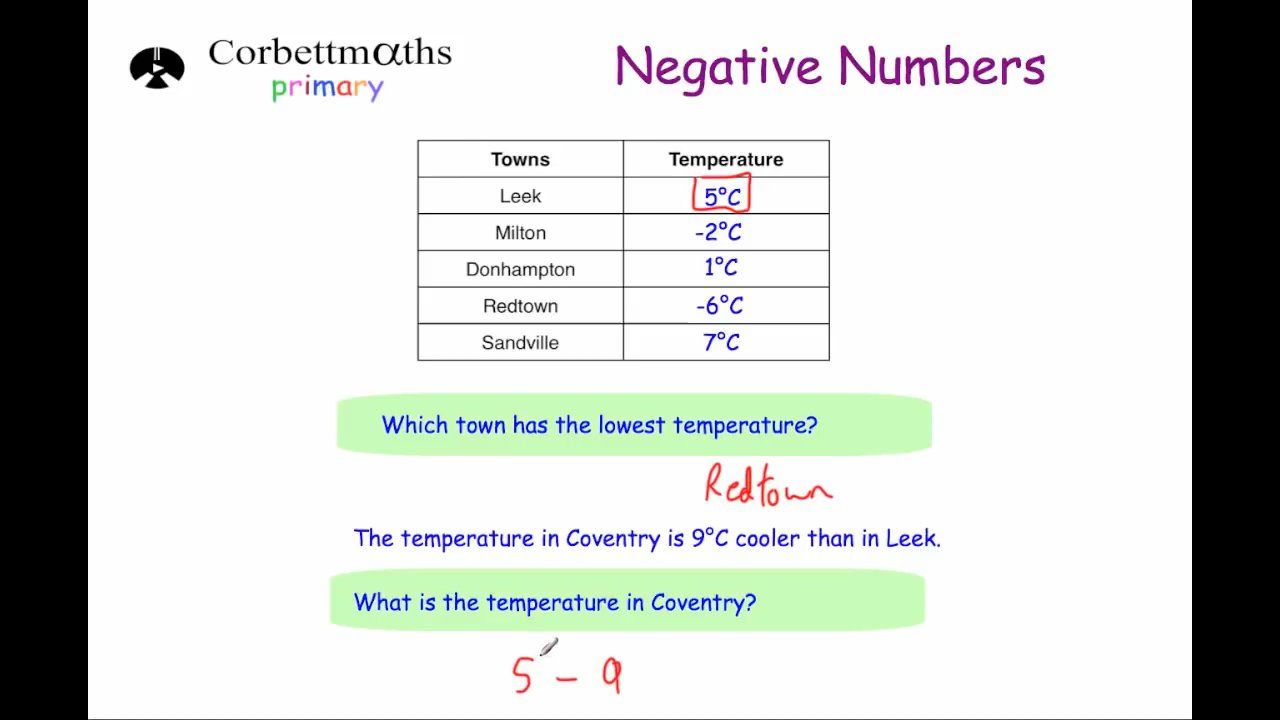 Corbettmαths
primary
Negative Numbers
Towns Temperature
Leek 5°C
Milton -2°C
Donhampton 1°C
Redtown -6°C
Sandville 7°C
Which town has the lowest temperature?
Redtown
The temperature in Coventry is 9°C cooler than in Leek.
What is the temperature in Coventry?
5 - 9